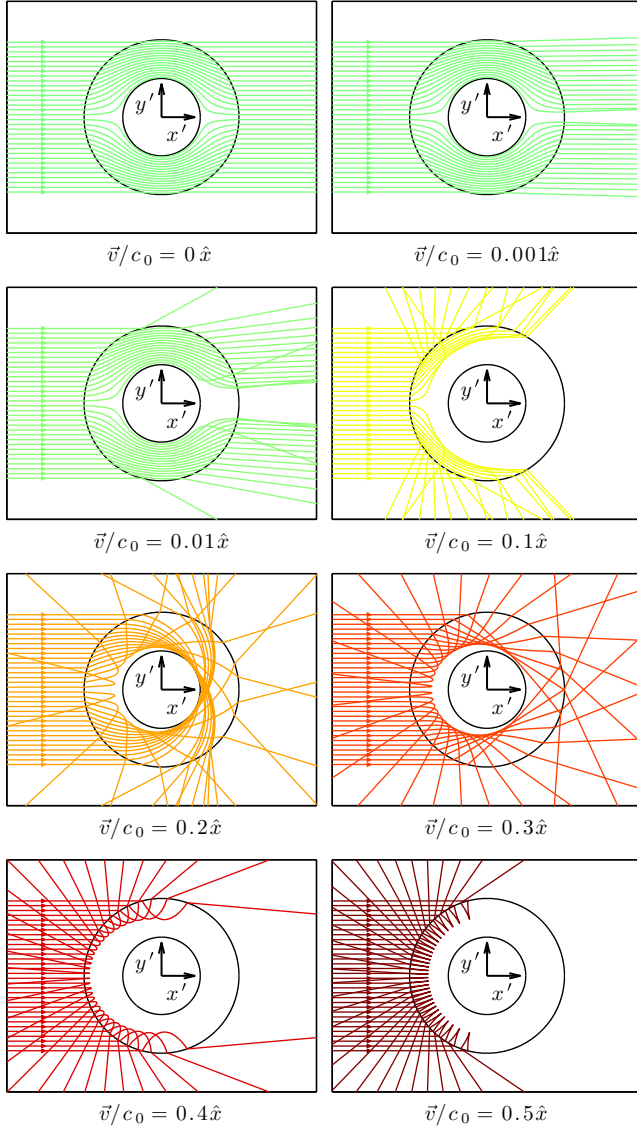 y′ x′ y′ x′
v⃗/c₀ = 0 x̂ v⃗/c₀ = 0.001x̂
y′ x′ y′ x′
v⃗/c₀ = 0.01x̂ v⃗/c₀ = 0.1x̂
y′ x′ y′ x′
v⃗/c₀ = 0.2x̂ v⃗/c₀ = 0.3x̂
y′ x′ y′ x′
v⃗/c₀ = 0.4x̂ v⃗/c₀ = 0.5x̂